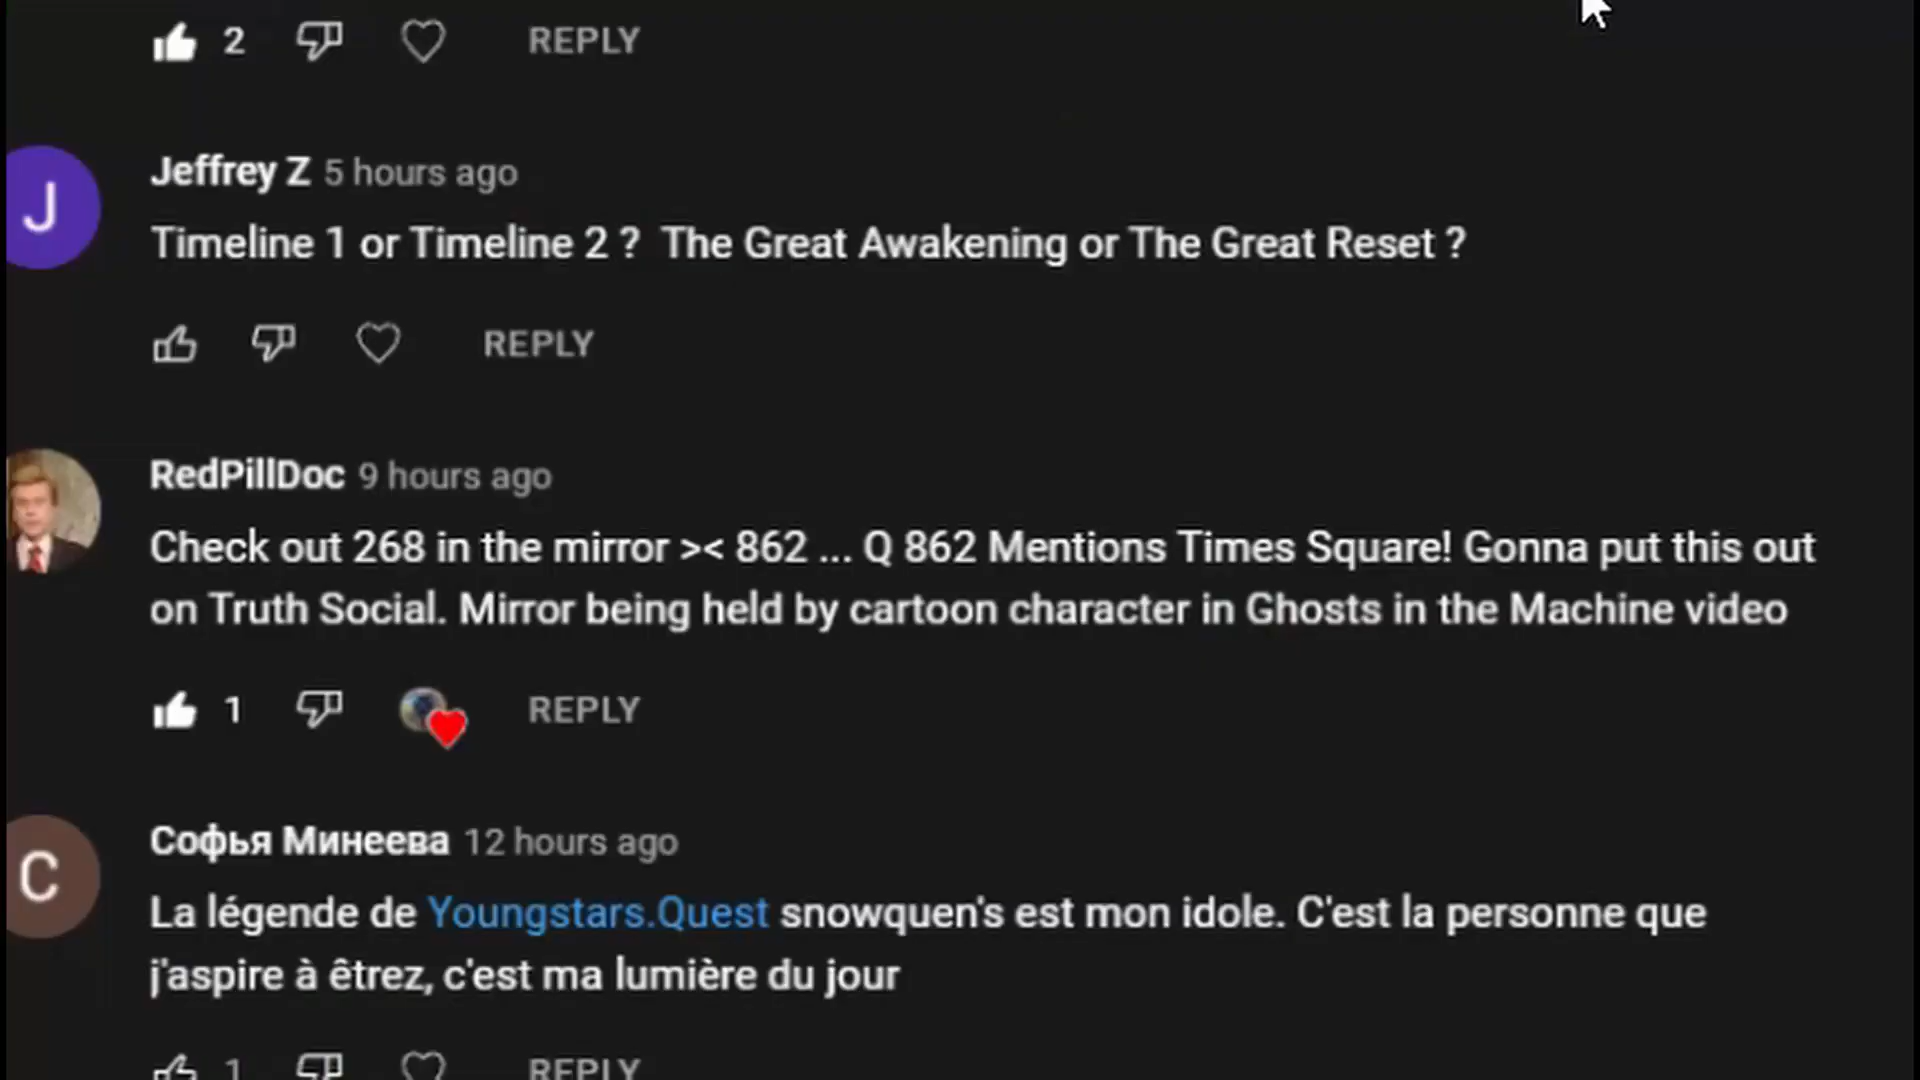 2 REPLY
J
Jeffrey Z 5 hours ago
Timeline 1 or Timeline 2 ? The Great Awakening or The Great Reset ?
REPLY
RedPillDoc 9 hours ago
Check out 268 in the mirror >< 862 ... Q 862 Mentions Times Square! Gonna put this out
on Truth Social. Mirror being held by cartoon character in Ghosts in the Machine video
1 REPLY
С
Софья Минеева 12 hours ago
La légende de Youngstars.Quest snowquen's est mon idole. C'est la personne que
j'aspire à êtrez, c'est ma lumière du jour
1 REPLY